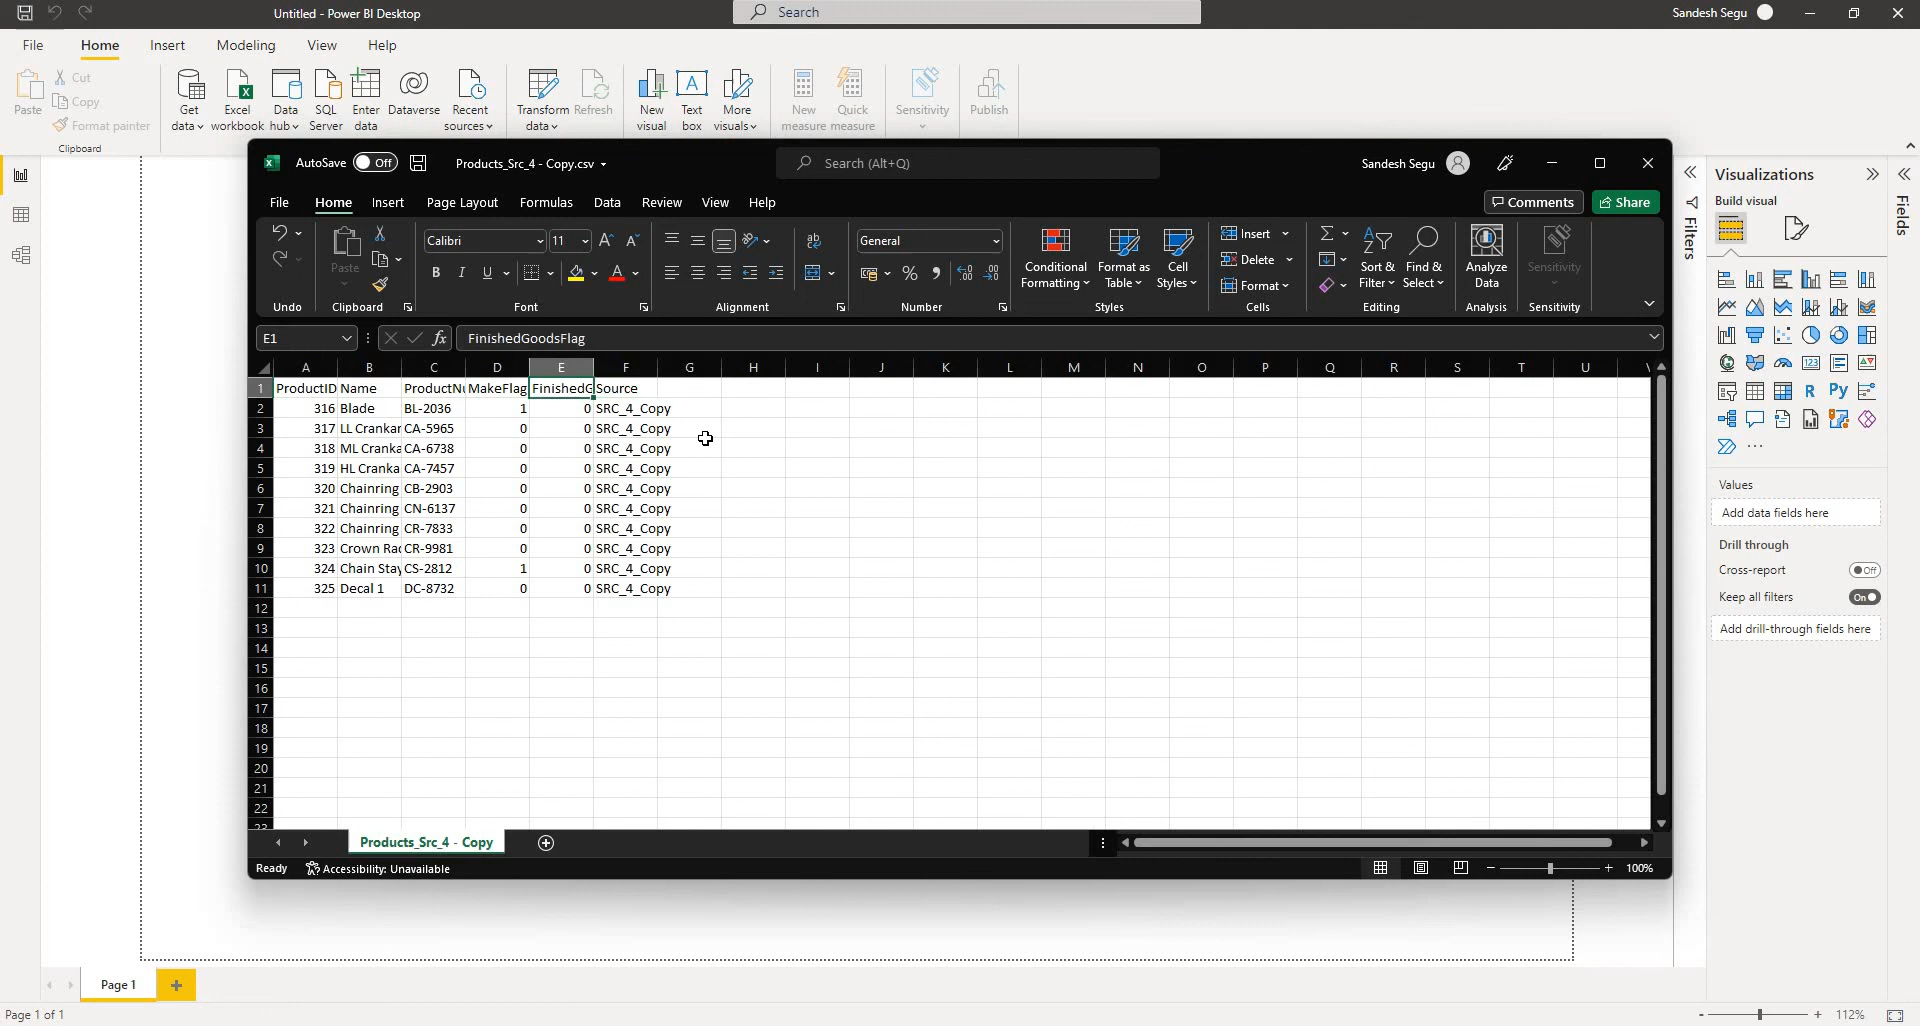 Untitled - Power BI Desktop
Search
Sandesh Segu
File Home Insert Modeling View Help
Paste
Cut
Copy
Format painter
Clipboard
Get data
Excel workbook
Data hub
SQL Server
Enter data
Dataverse
Recent sources
Transform data
Refresh
New visual
Text box
More visuals
New measure
Quick measure
Sensitivity
Publish
AutoSave Off
Products_Src_4 - Copy.csv
Search (Alt+Q)
Sandesh Segu
File Home Insert Page Layout Formulas Data Review View Help
Comments
Share
Undo
Paste
Clipboard
Calibri 11
B I U
Font
Alignment
General
Number
Conditional Formatting
Format as Table
Cell Styles
Styles
Insert
Delete
Format
Cells
Sort & Filter
Find & Select
Editing
Analyze Data
Analysis
Sensitivity
Sensitivity
E1
fx
FinishedGoodsFlag
A B C D E F G H I J K L M N O P Q R S T U
1 ProductID Name ProductNu MakeFlag FinishedG Source
2 316 Blade BL-2036 1 0 SRC_4_Copy
3 317 LL Crankar CA-5965 0 0 SRC_4_Copy
4 318 ML Cranka CA-6738 0 0 SRC_4_Copy
5 319 HL Cranka CA-7457 0 0 SRC_4_Copy
6 320 Chainring CB-2903 0 0 SRC_4_Copy
7 321 Chainring CN-6137 0 0 SRC_4_Copy
8 322 Chainring CR-7833 0 0 SRC_4_Copy
9 323 Crown Rac CR-9981 0 0 SRC_4_Copy
10 324 Chain Stay CS-2812 1 0 SRC_4_Copy
11 325 Decal 1 DC-8732 0 0 SRC_4_Copy
12
13
14
15
16
17
18
19
20
21
22
23
Products_Src_4 - Copy
Ready
Accessibility: Unavailable
100%
Filters
Visualizations
Build visual
R Py
123
Values
Add data fields here
Drill through
Cross-report Off
Keep all filters On
Add drill-through fields here
Fields
Page 1
Page 1 of 1
112%